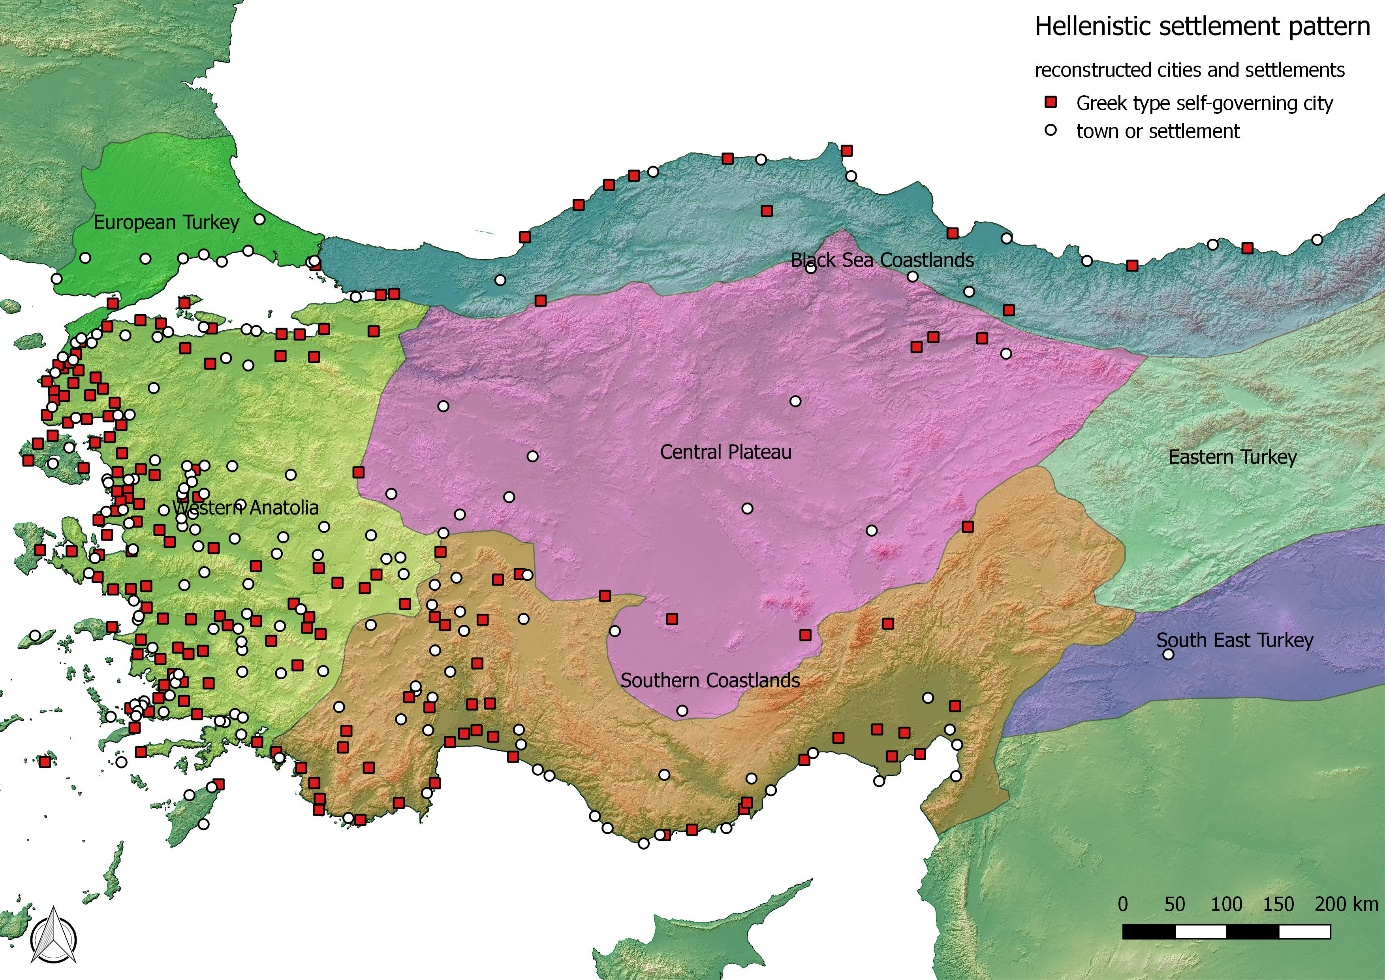 Hellenistic settlement pattern
reconstructed cities and settlements
Greek type self-governing city
town or settlement
European Turkey
Black Sea Coastlands
Central Plateau
Eastern Turkey
Western Anatolia
South East Turkey
Southern Coastlands
0 50 100 150 200 km